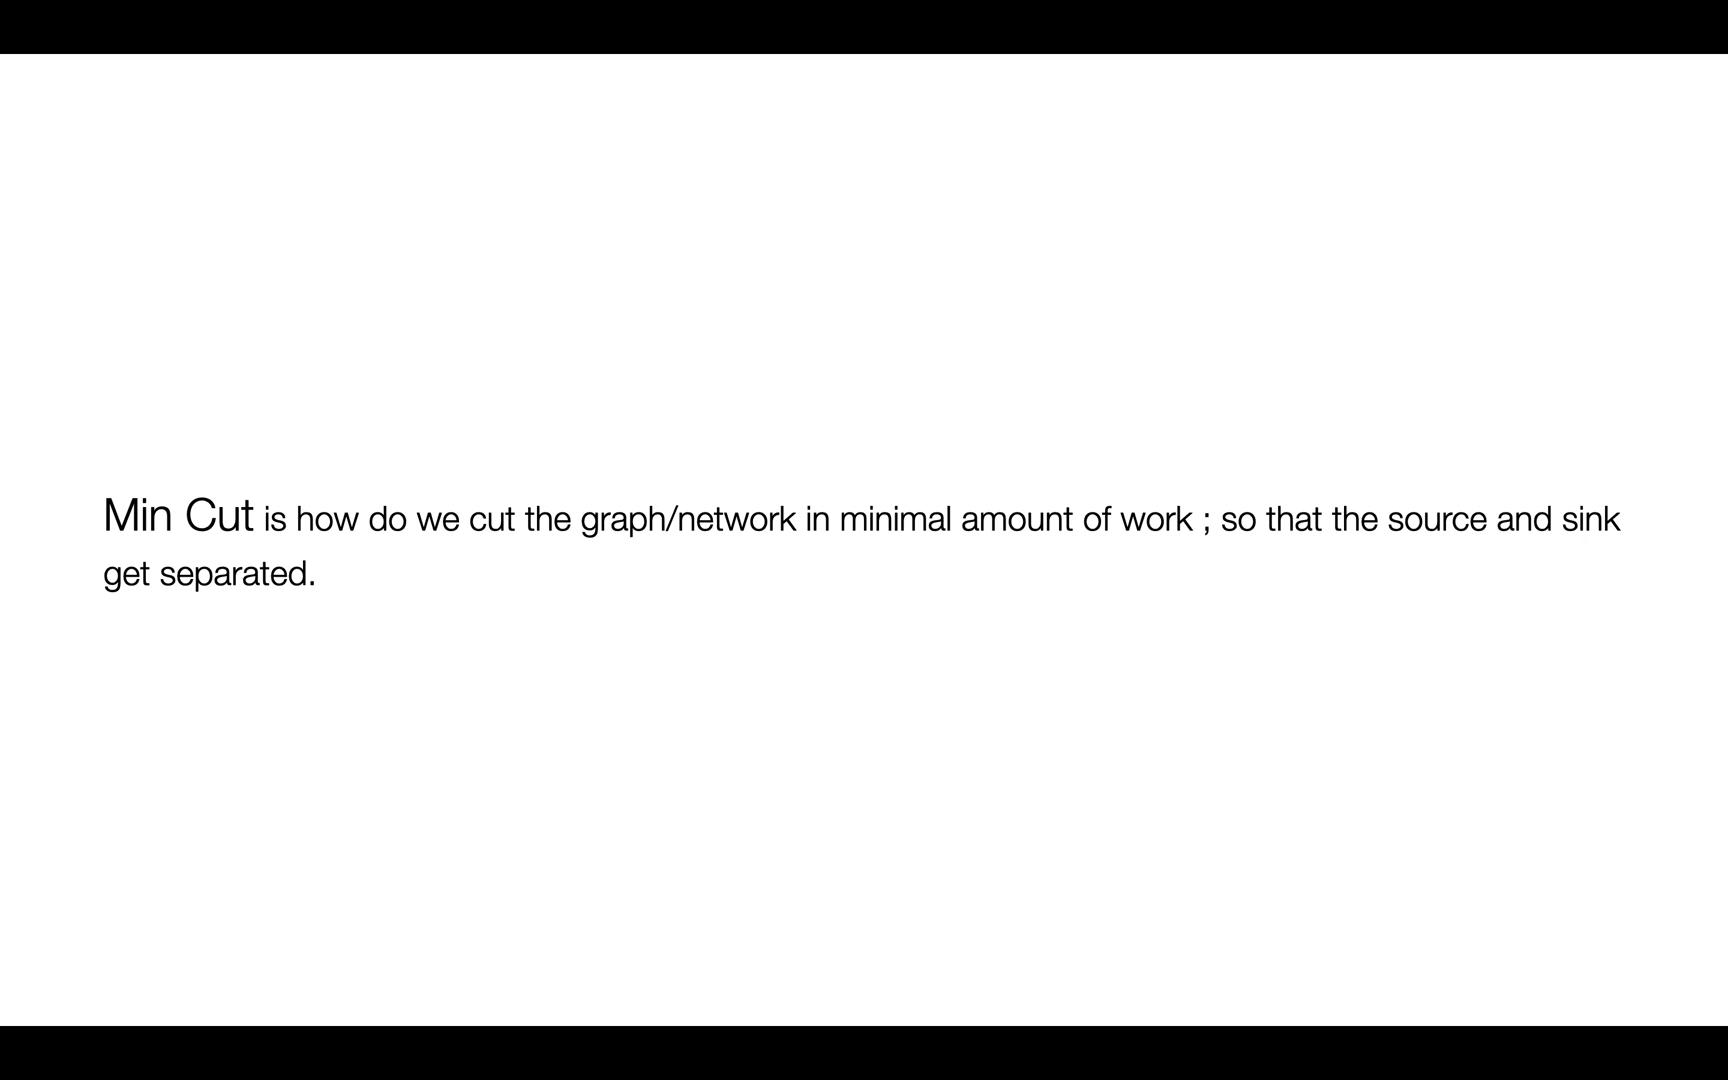 Min Cut is how do we cut the graph/network in minimal amount of work ; so that the source and sink
get separated.